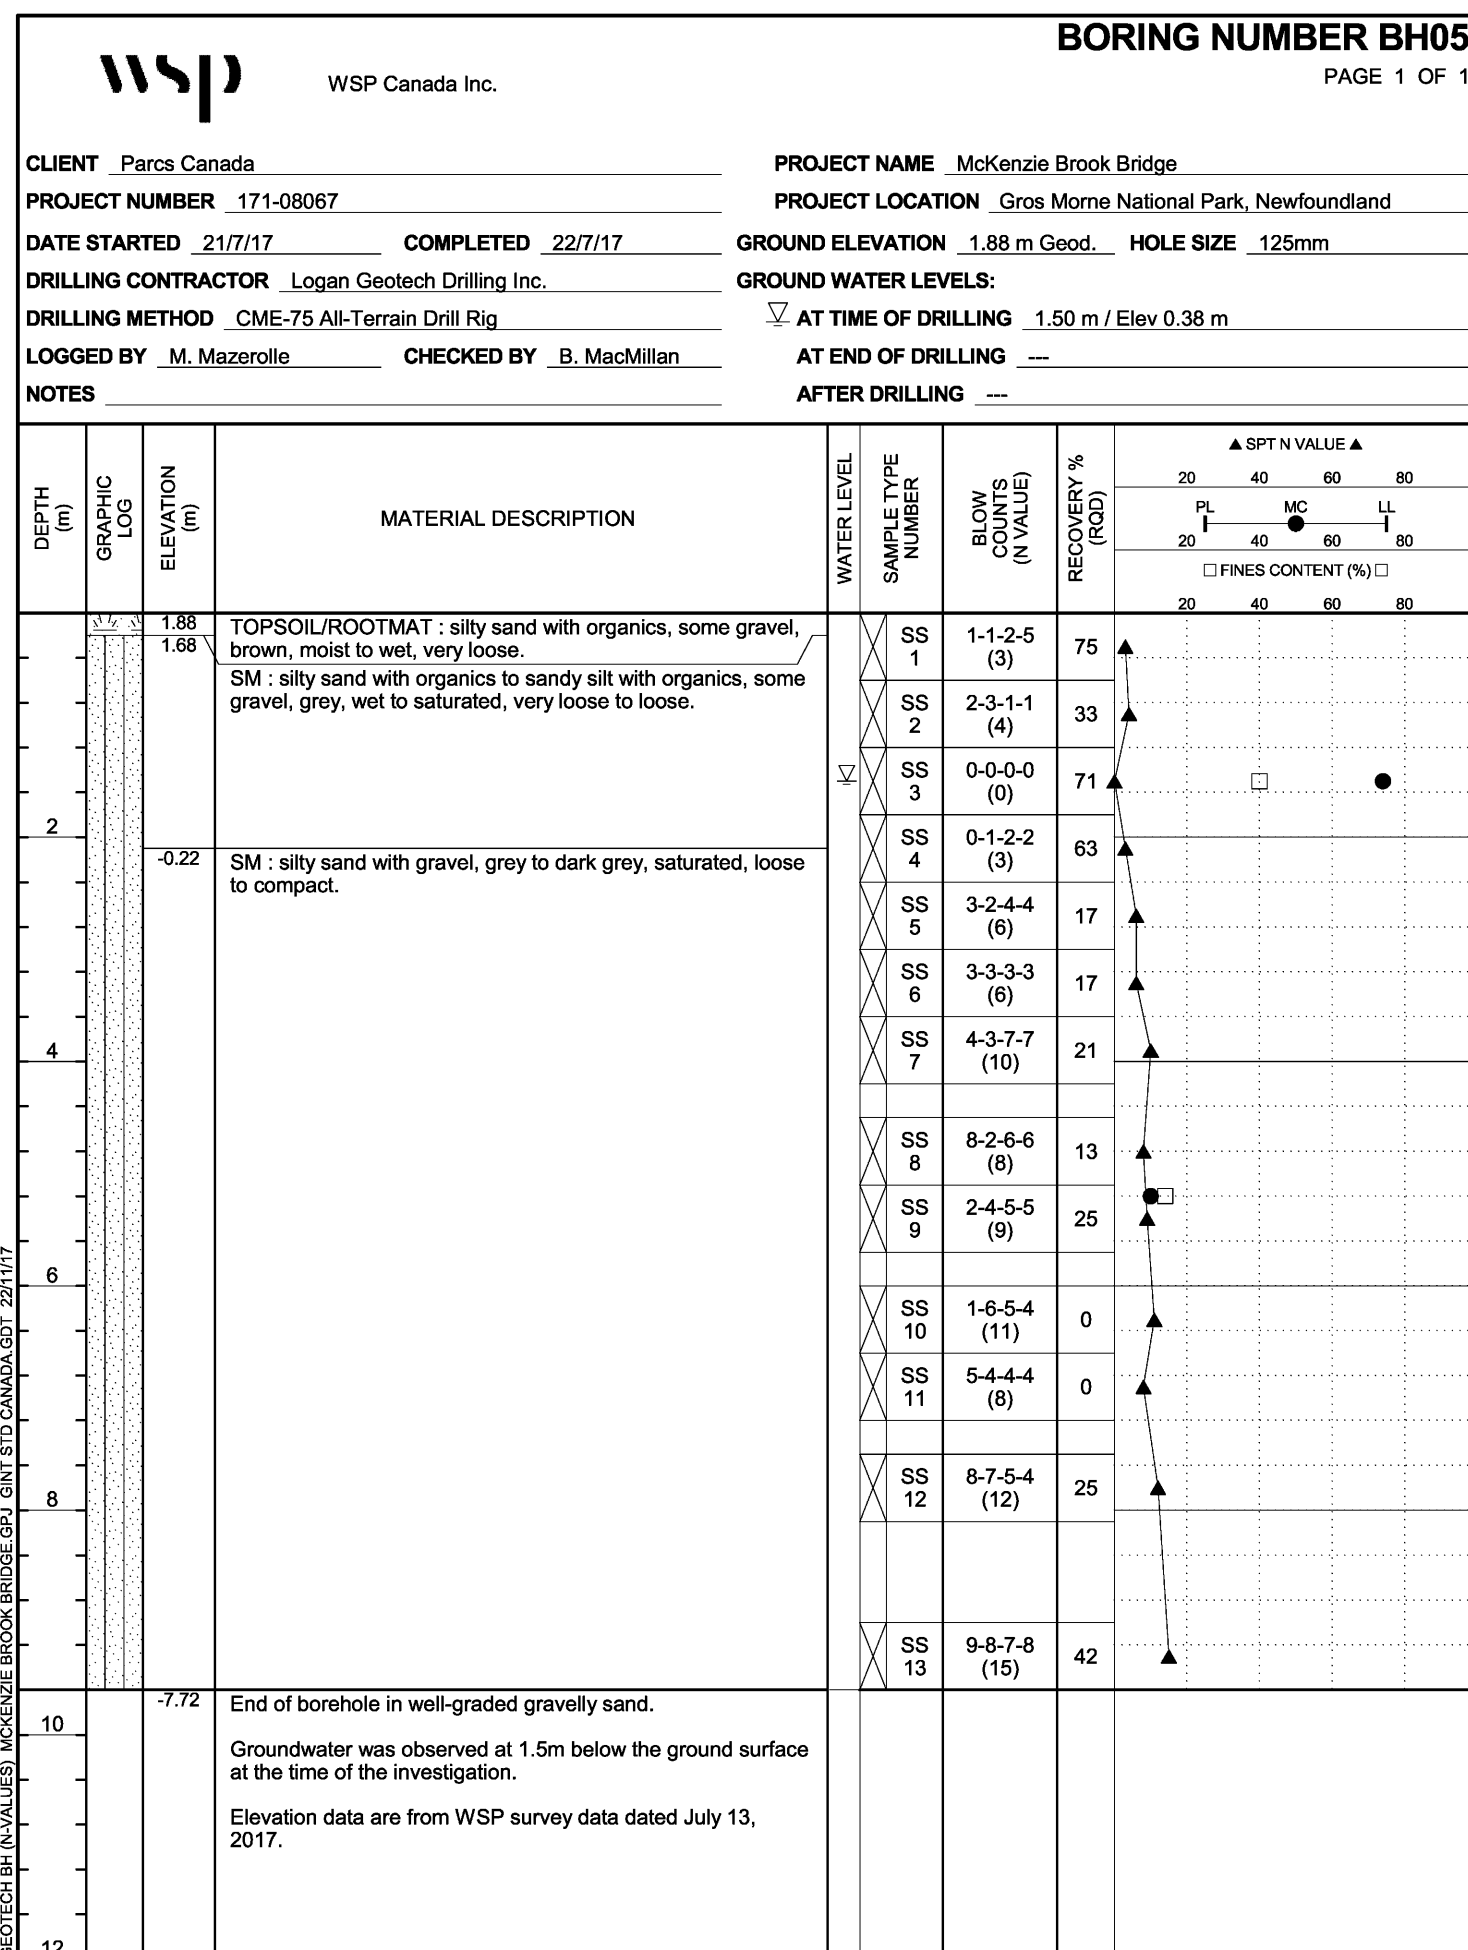 BORING NUMBER BH05
PAGE 1 OF 1
wsp
WSP Canada Inc.
CLIENT Parcs Canada
PROJECT NAME McKenzie Brook Bridge
PROJECT NUMBER 171-08067
PROJECT LOCATION Gros Morne National Park, Newfoundland
DATE STARTED 21/7/17 COMPLETED 22/7/17
GROUND ELEVATION 1.88 m Geod. HOLE SIZE 125mm
DRILLING CONTRACTOR Logan Geotech Drilling Inc.
GROUND WATER LEVELS:
DRILLING METHOD CME-75 All-Terrain Drill Rig
AT TIME OF DRILLING 1.50 m / Elev 0.38 m
LOGGED BY M. Mazerolle CHECKED BY B. MacMillan
AT END OF DRILLING ---
NOTES
AFTER DRILLING ---
DEPTH
(m)
GRAPHIC
LOG
ELEVATION
(m)
MATERIAL DESCRIPTION
WATER LEVEL
SAMPLE TYPE
NUMBER
BLOW
COUNTS
(N VALUE)
RECOVERY %
(RQD)
▲ SPT N VALUE ▲
20 40 60 80
PL MC LL
20 40 60 80
□ FINES CONTENT (%) □
20 40 60 80
1.88
TOPSOIL/ROOTMAT : silty sand with organics, some gravel,
brown, moist to wet, very loose.
1.68
SM : silty sand with organics to sandy silt with organics, some
gravel, grey, wet to saturated, very loose to loose.
SS 1-1-2-5 75
1 (3)
SS 2-3-1-1 33
2 (4)
SS 0-0-0-0 71
3 (0)
2
-0.22
SM : silty sand with gravel, grey to dark grey, saturated, loose
to compact.
SS 0-1-2-2 63
4 (3)
SS 3-2-4-4 17
5 (6)
SS 3-3-3-3 17
6 (6)
4
SS 4-3-7-7 21
7 (10)
SS 8-2-6-6 13
8 (8)
SS 2-4-5-5 25
9 (9)
6
SS 1-6-5-4 0
10 (11)
SS 5-4-4-4 0
11 (8)
8
SS 8-7-5-4 25
12 (12)
SS 9-8-7-8 42
13 (15)
-7.72
End of borehole in well-graded gravelly sand.
10
Groundwater was observed at 1.5m below the ground surface
at the time of the investigation.
Elevation data are from WSP survey data dated July 13,
2017.
12
GEOTECH BH (N-VALUES) MCKENZIE BROOK BRIDGE.GPJ GINT STD CANADA.GDT 22/11/17